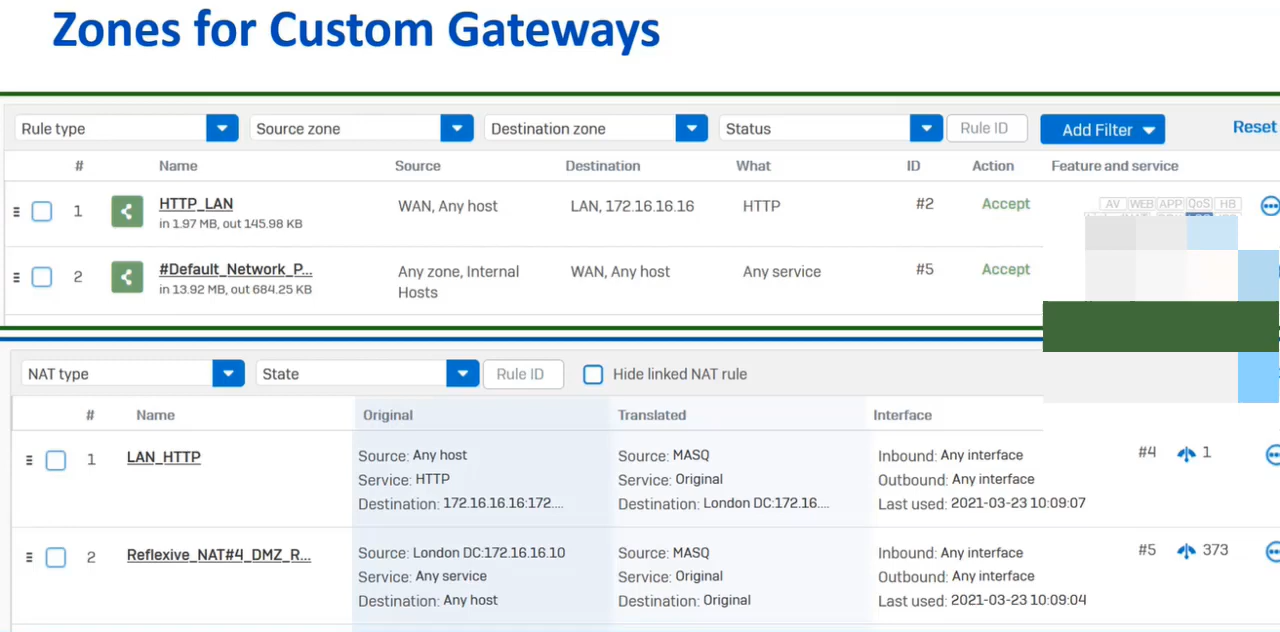 Zones for Custom Gateways
Rule type Source zone Destination zone Status Rule ID Add Filter Reset
# Name Source Destination What ID Action Feature and service
1 HTTP_LAN WAN, Any host LAN, 172.16.16.16 HTTP #2 Accept AV WEB APP QoS HB
in 1.97 MB, out 145.98 KB
2 #Default_Network_P... Any zone, Internal WAN, Any host Any service #5 Accept
in 13.92 MB, out 684.25 KB Hosts
NAT type State Rule ID Hide linked NAT rule
# Name Original Translated Interface
1 LAN_HTTP Source: Any host Source: MASQ Inbound: Any interface #4 1
Service: HTTP Service: Original Outbound: Any interface
Destination: 172.16.16.16:172.... Destination: London DC:172.16.... Last used: 2021-03-23 10:09:07
2 Reflexive_NAT#4_DMZ_R... Source: London DC:172.16.16.10 Source: MASQ Inbound: Any interface #5 373
Service: Any service Service: Original Outbound: Any interface
Destination: Any host Destination: Original Last used: 2021-03-23 10:09:04